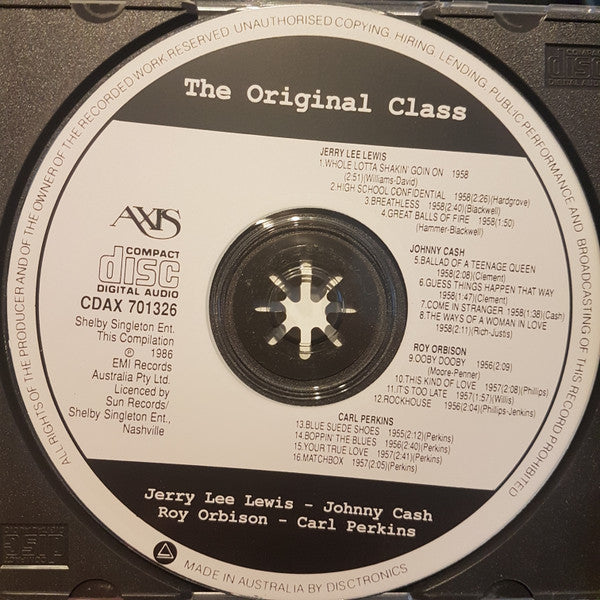 ALL RIGHTS OF THE PRODUCER AND OF THE OWNER OF THE RECORDED WORK RESERVED. UNAUTHORISED COPYING, HIRING, LENDING, PUBLIC PERFORMANCE AND BROADCASTING OF THIS RECORD PROHIBITED
The Original Class
JERRY LEE LEWIS
1.WHOLE LOTTA SHAKIN' GOIN ON 1958
(2:51)(Williams-David)
2.HIGH SCHOOL CONFIDENTIAL 1958(2:26)(Hardgrove)
3.BREATHLESS 1958(2:40)(Blackwell)
4.GREAT BALLS OF FIRE 1958(1:50)
(Hammer-Blackwell)
AXIS
COMPACT
disc
DIGITAL AUDIO
CDAX 701326
Shelby Singleton Ent.
This Compilation
℗ 1986
EMI Records
Australia Pty Ltd.
Licenced by
Sun Records/
Shelby Singleton Ent.,
Nashville
JOHNNY CASH
5.BALLAD OF A TEENAGE QUEEN
1958(2:08)(Clement)
6.GUESS THINGS HAPPEN THAT WAY
1958(1:47)(Clement)
7.COME IN STRANGER 1958(1:38)(Cash)
8.THE WAYS OF A WOMAN IN LOVE
1958(2:11)(Rich-Justis)
ROY ORBISON
9.OOBY DOOBY 1956(2:09)
(Moore-Penner)
10.THIS KIND OF LOVE 1957(2:08)(Phillips)
11.IT'S TOO LATE 1957(1:57)(Willis)
12.ROCKHOUSE 1956(2:04)(Phillips-Jenkins)
CARL PERKINS
13.BLUE SUEDE SHOES 1955(2:12)(Perkins)
14.BOPPIN' THE BLUES 1956(2:40)(Perkins)
15.YOUR TRUE LOVE 1957(2:41)(Perkins)
16.MATCHBOX 1957(2:05)(Perkins)
Jerry Lee Lewis - Johnny Cash
Roy Orbison - Carl Perkins
MADE IN AUSTRALIA BY DISCTRONICS
COMPACT
disc